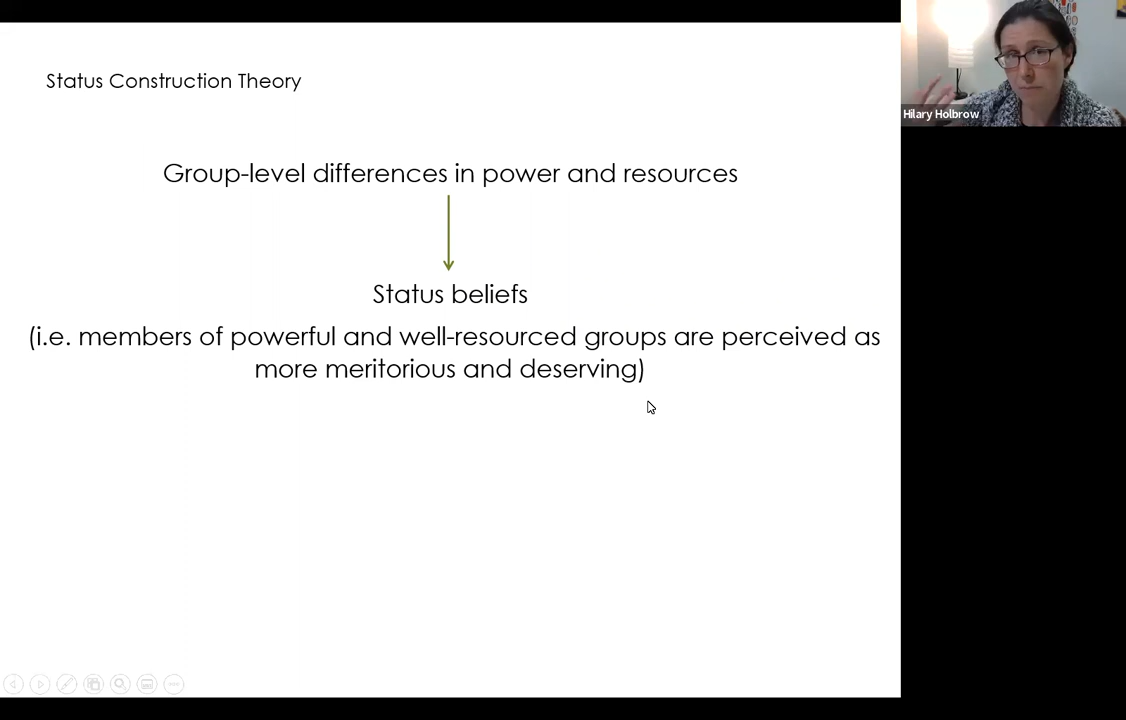 Status Construction Theory
Hilary Holbrow
Group-level differences in power and resources
Status beliefs
(i.e. members of powerful and well-resourced groups are perceived as
more meritorious and deserving)